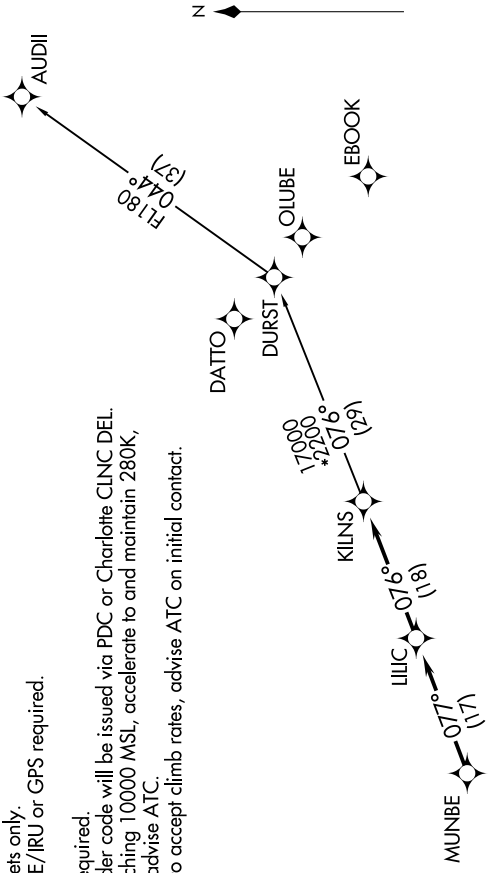 ets only.
E/IRU or GPS required.
equired.
der code will be issued via PDC or Charlotte CLNC DEL.
ching 10000 MSL, accelerate to and maintain 280K,
advise ATC.
o accept climb rates, advise ATC on initial contact.
N
AUDII
FL180
044°
(37)
EBOOK
OLUBE
DURST
DATTO
17000
*2200
076°
(29)
KILNS
076°
(18)
LILIC
077°
(17)
MUNBE